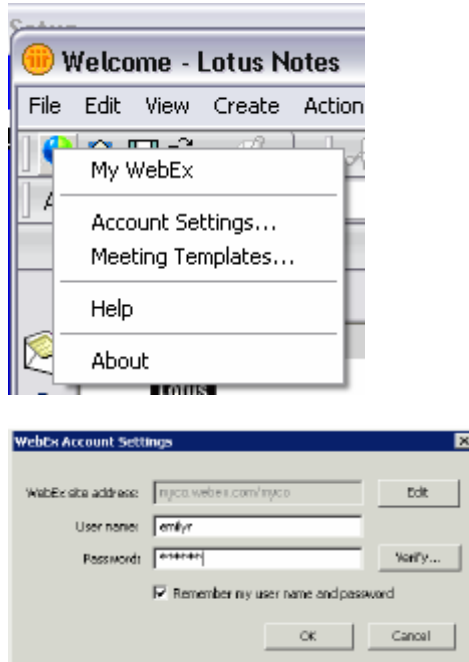 Welcome - Lotus Notes
File Edit View Create Action
My WebEx
Account Settings...
Meeting Templates...
Help
About
WebEx Account Settings
WebEx site address: myco.webex.com/myco Edit
User name: emilyr
Password: ****** Verify...
Remember my user name and password
OK Cancel